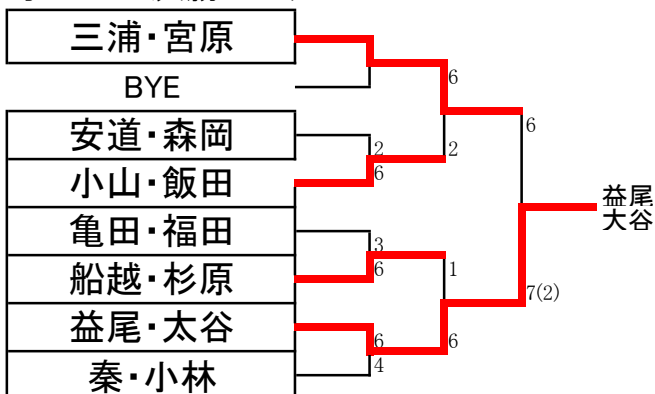 三浦・宮原
BYE
安道・森岡
小山・飯田
亀田・福田
船越・杉原
益尾・太谷
秦・小林
2
6
3
6
6
4
6
2
1
6
6
7(2)
益尾
大谷